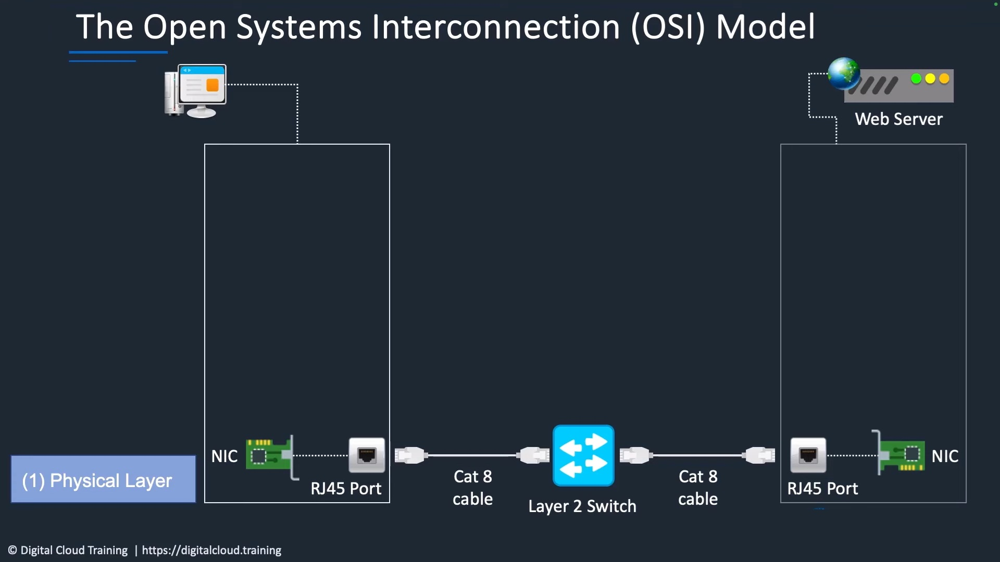 The Open Systems Interconnection (OSI) Model
Web Server
NIC
RJ45 Port
Cat 8
cable
Layer 2 Switch
Cat 8
cable
RJ45 Port
NIC
(1) Physical Layer
© Digital Cloud Training | https://digitalcloud.training